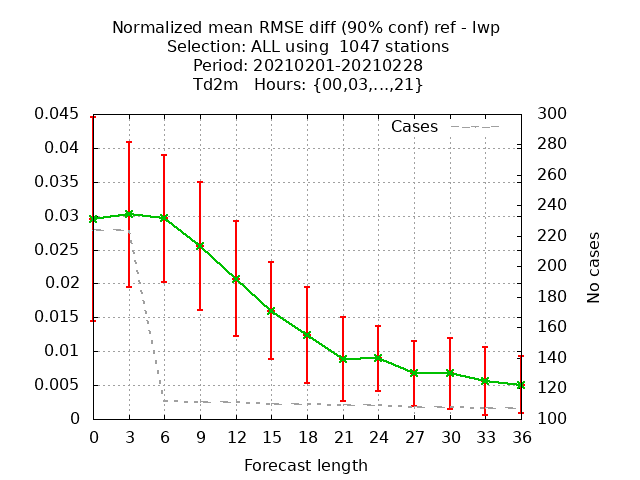 Normalized mean RMSE diff (90% conf) ref - lwp
Selection: ALL using  1047 stations
Period: 20210201-20210228
Td2m   Hours: {00,03,...,21}
Cases
0.045
0.04
0.035
0.03
0.025
0.02
0.015
0.01
0.005
0
300
280
260
240
220
200
180
160
140
120
100
No cases
0 3 6 9 12 15 18 21 24 27 30 33 36
Forecast length